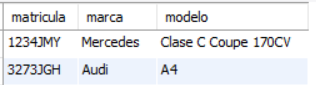 matricula marca modelo
1234JMY Mercedes Clase C Coupe 170CV
3273JGH Audi A4